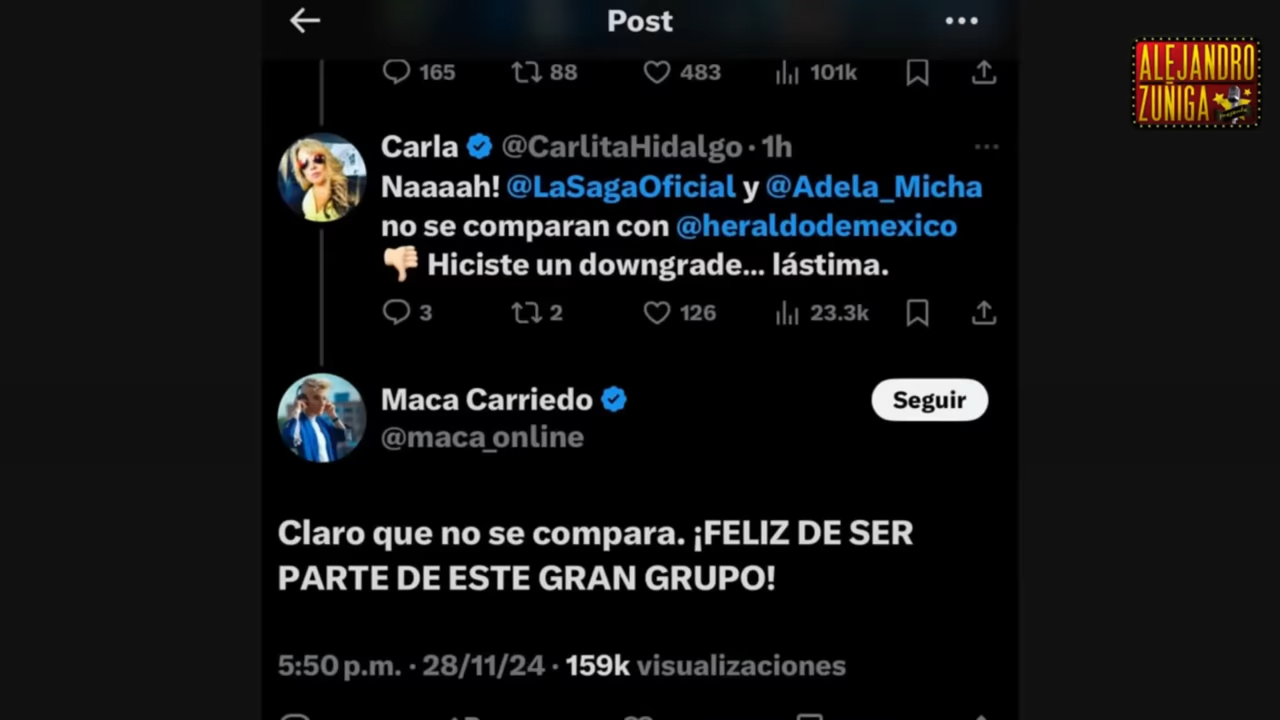 Post
165 88 483 101k
ALEJANDRO
ZUÑIGA
Carla @CarlitaHidalgo · 1h
Naaaah! @LaSagaOficial y @Adela_Micha
no se comparan con @heraldodemexico
👎🏻 Hiciste un downgrade... lástima.
3 2 126 23.3k
Maca Carriedo
Seguir
@maca_online
Claro que no se compara. ¡FELIZ DE SER
PARTE DE ESTE GRAN GRUPO!
5:50 p.m. · 28/11/24 · 159k visualizaciones